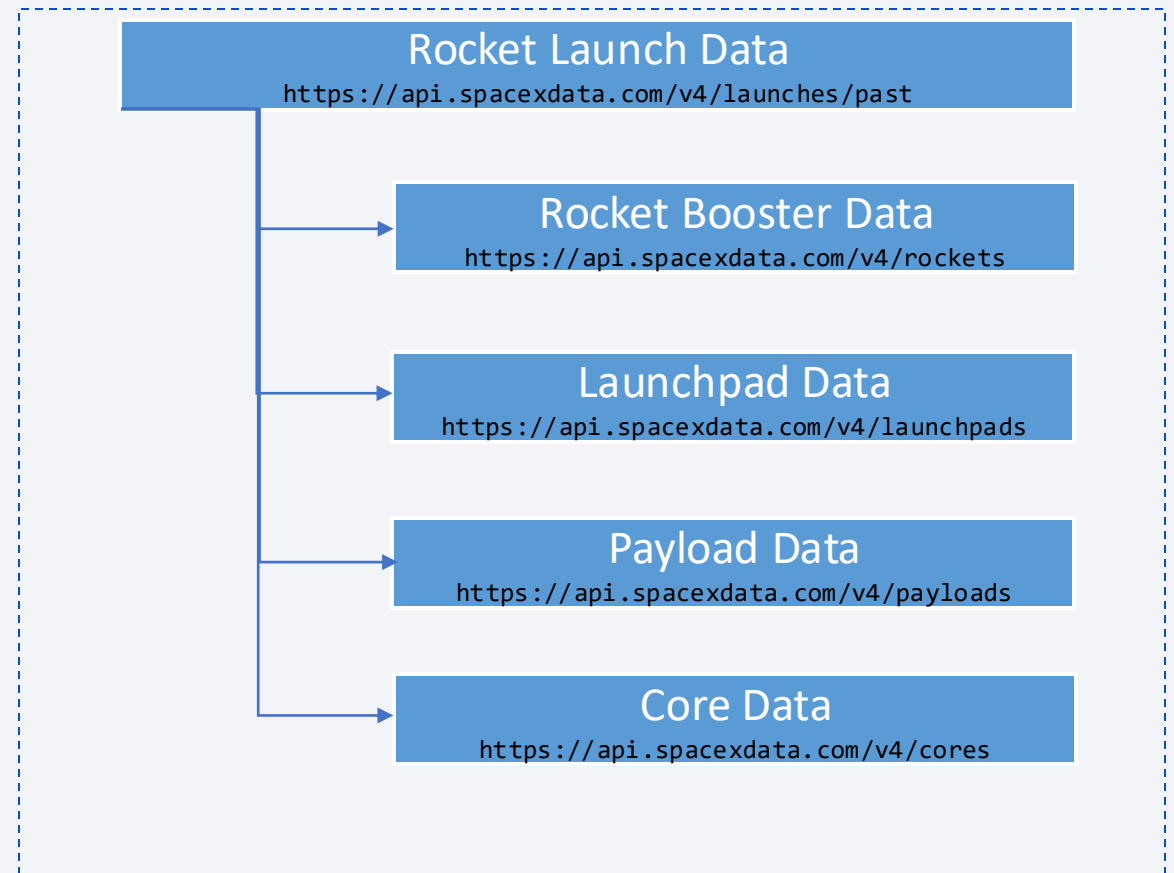 Rocket Launch Data
https://api.spacexdata.com/v4/launches/past
Rocket Booster Data
https://api.spacexdata.com/v4/rockets
Launchpad Data
https://api.spacexdata.com/v4/launchpads
Payload Data
https://api.spacexdata.com/v4/payloads
Core Data
https://api.spacexdata.com/v4/cores